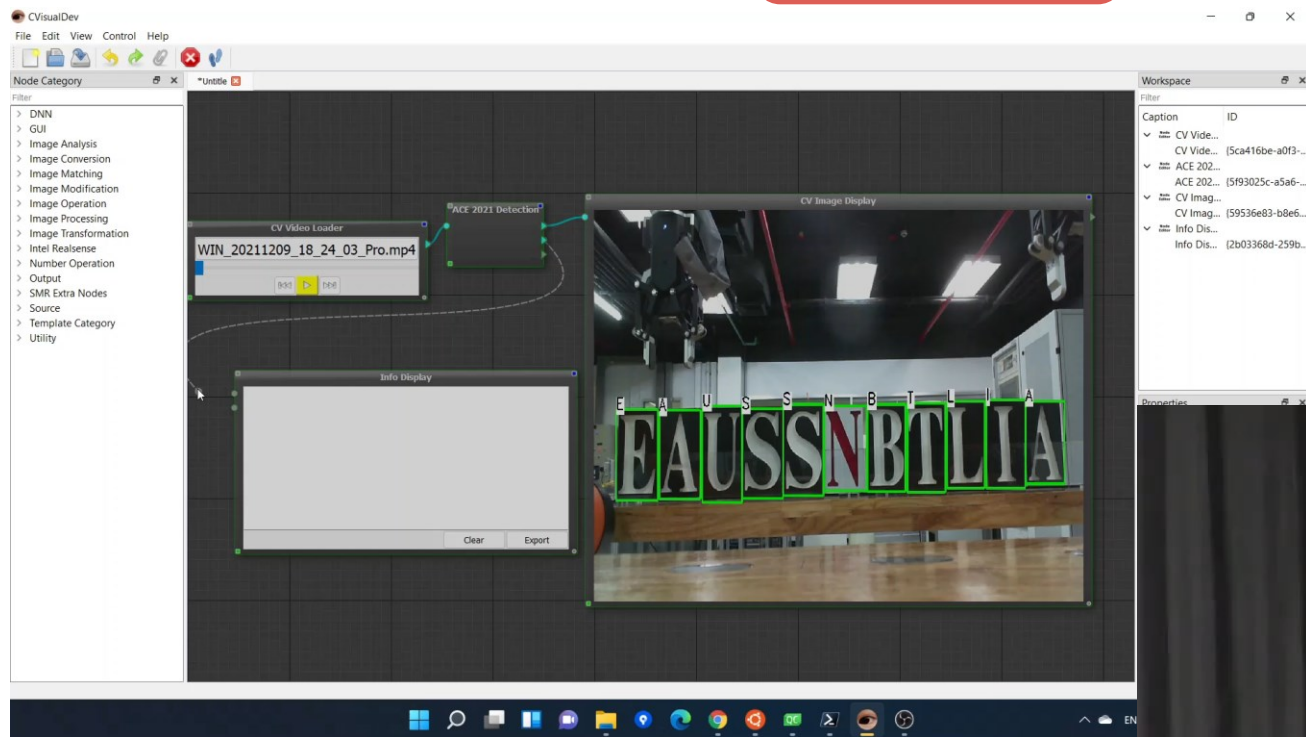 CVisualDev
File Edit View Control Help
Node Category
*Untitle
Workspace
Filter
Filter
> DNN
> GUI
> Image Analysis
> Image Conversion
> Image Matching
> Image Modification
> Image Operation
> Image Processing
> Image Transformation
> Intel Realsense
> Number Operation
> Output
> SMR Extra Nodes
> Source
> Template Category
> Utility
CV Video Loader
WIN_20211209_18_24_03_Pro.mp4
ACE 2021 Detection
CV Image Display
E A U S S N B T L I A
EAUSSNBTLIA
Info Display
Clear Export
Caption ID
CV Vide...
CV Vide... {5ca416be-a0f3-...
ACE 202...
ACE 202... {5f93025c-a5a6-...
CV Imag...
CV Imag... {59536e83-b8e6...
Info Dis...
Info Dis... {2b03368d-259b...
Properties
EN